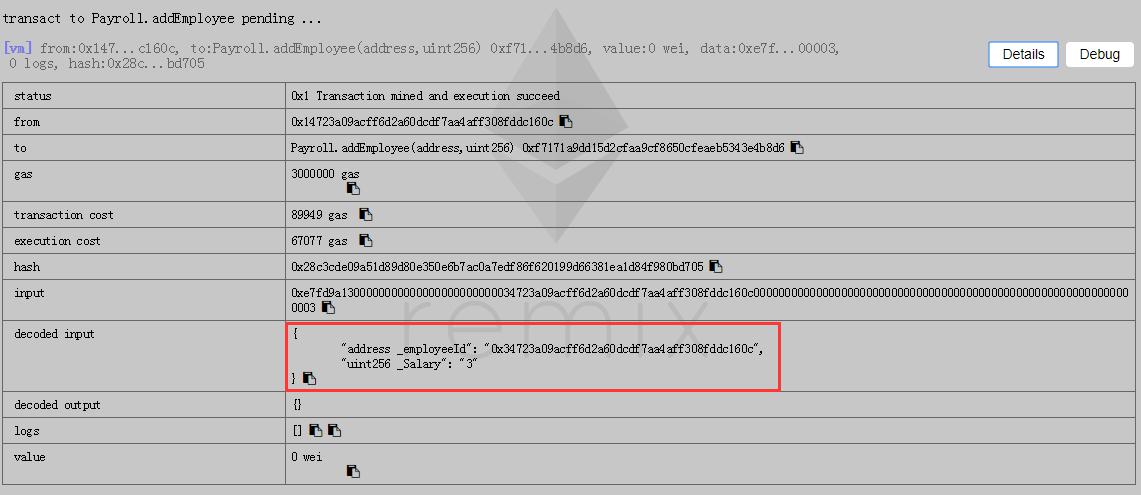 transact to Payroll.addEmployee pending ...
[vm] from:0x147...c160c, to:Payroll.addEmployee(address,uint256) 0xf71...4b8d6, value:0 wei, data:0xe7f...00003,
0 logs, hash:0x28c...bd705
Details
Debug
status 0x1 Transaction mined and execution succeed
from 0x14723a09acff6d2a60dcdf7aa4aff308fddc160c
to Payroll.addEmployee(address,uint256) 0xf7171a9dd15d2cfaa9cf8650cfeaeb5343e4b8d6
gas 3000000 gas
transaction cost 89949 gas
execution cost 67077 gas
hash 0x28c3cde09a51d89d80e350e6b7ac0a7edf86f620199d66381ea1d84f980bd705
input 0xe7fd9a1300000000000000000000000034723a09acff6d2a60dcdf7aa4aff308fddc160c000000000000000000000000000000000000000000000000000000000000
0003
decoded input {
"address _employeeId": "0x34723a09acff6d2a60dcdf7aa4aff308fddc160c",
"uint256 _Salary": "3"
}
decoded output {}
logs []
value 0 wei
remix